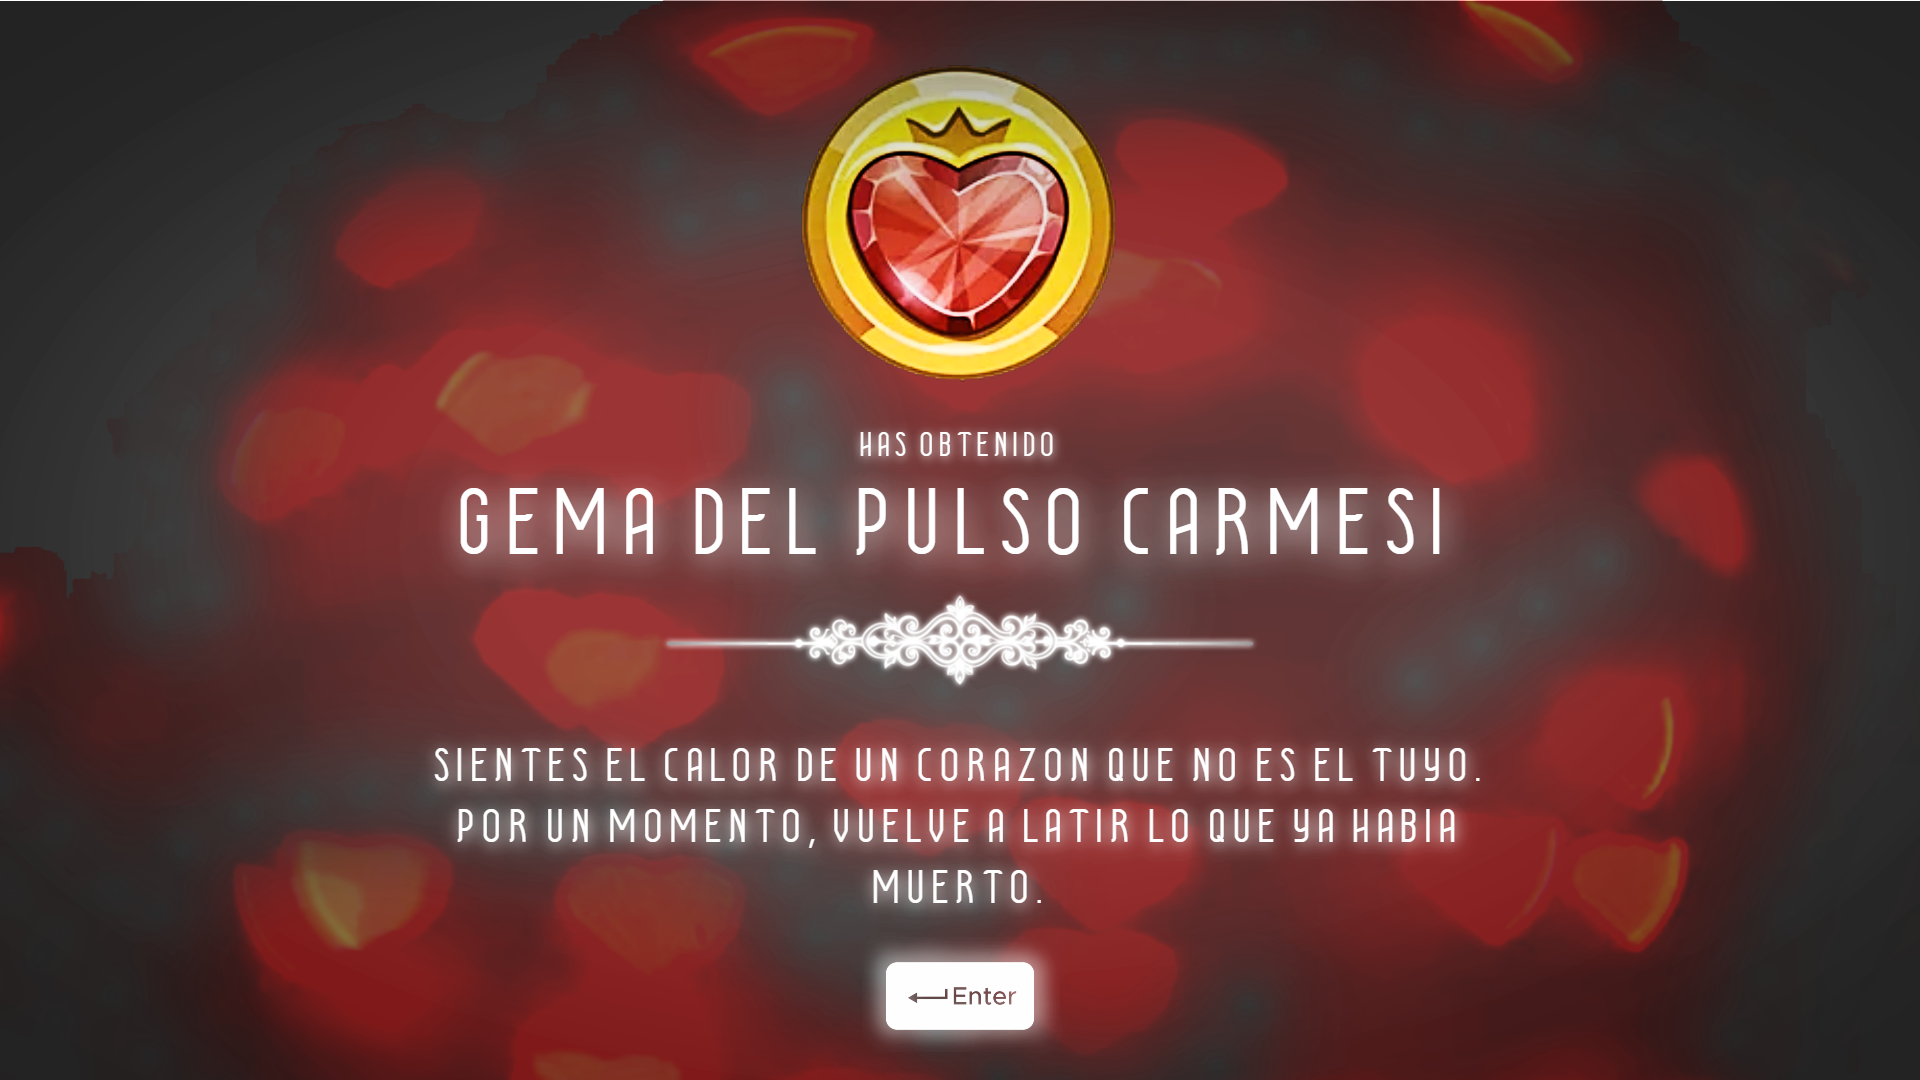 HAS OBTENIDO
GEMA DEL PULSO CARMESI
SIENTES EL CALOR DE UN CORAZON QUE NO ES EL TUYO.
POR UN MOMENTO, VUELVE A LATIR LO QUE YA HABIA
MUERTO.
Enter